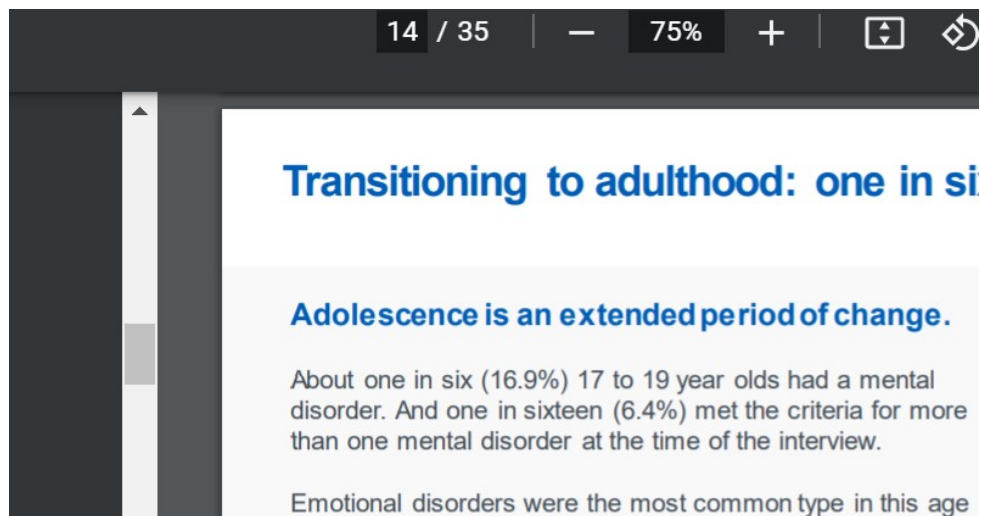 14 / 35 75%
Transitioning to adulthood: one in
Adolescence is an extended period of change.
About one in six (16.9%) 17 to 19 year olds had a mental
disorder. And one in sixteen (6.4%) met the criteria for more
than one mental disorder at the time of the interview.
Emotional disorders were the most common type in this age